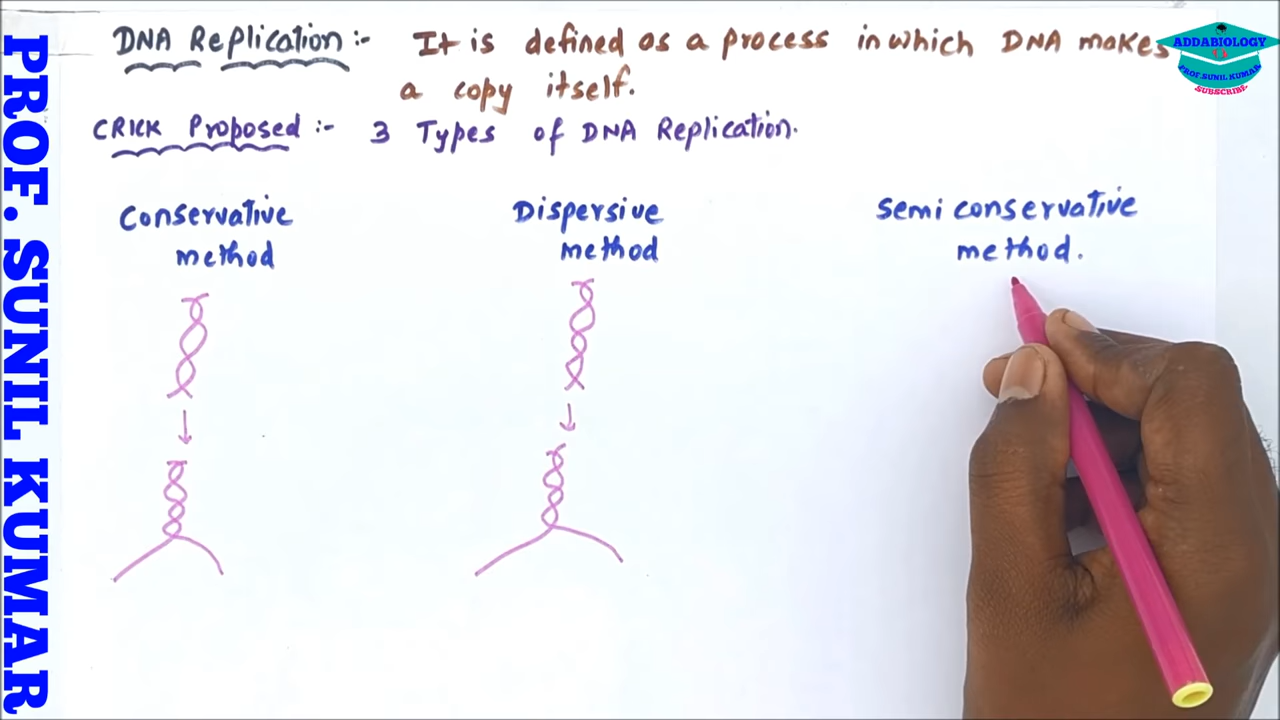 PROF. SUNIL KUMAR
DNA Replication :- It is defined as a process in which DNA makes
a copy itself.
CRICK Proposed :- 3 Types of DNA Replication.
Conservative
method
Dispersive
method
Semi conservative
method.
ADDABIOLOGY
PROF.SUNIL KUMAR
SUBSCRIBE